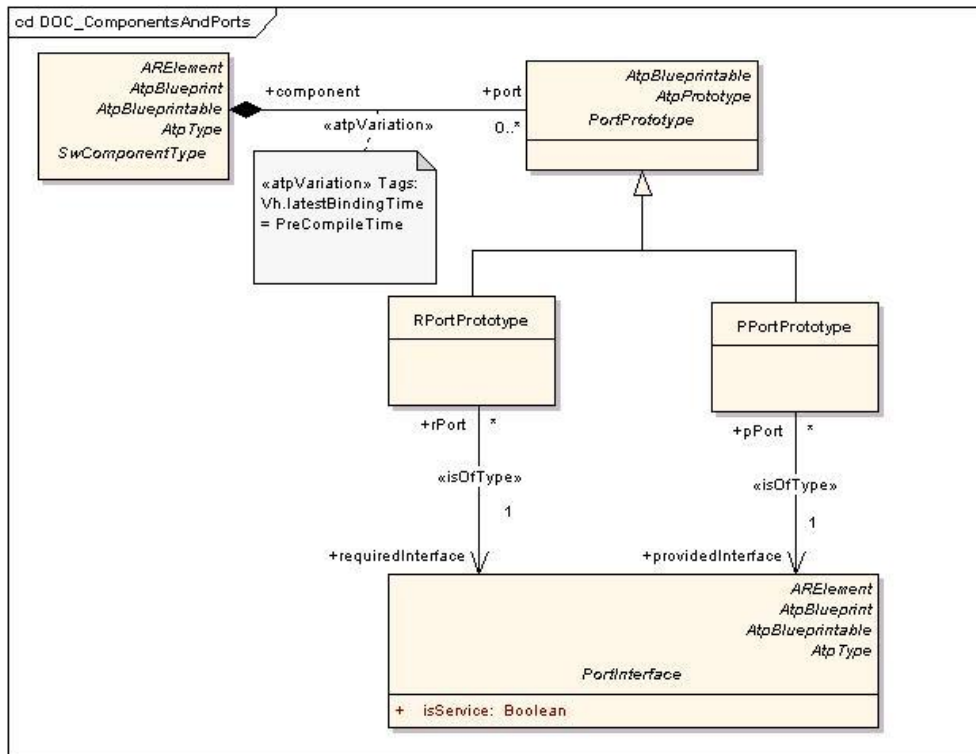 cd DOC_ComponentsAndPorts
ARElement
AtpBlueprint
AtpBlueprintable
AtpType
SwComponentType
+component
+port
«atpVariation»
0..*
AtpBlueprintable
AtpPrototype
PortPrototype
«atpVariation» Tags:
Vh.latestBindingTime
= PreCompileTime
RPortPrototype
PPortPrototype
+rPort *
+pPort *
«isOfType»
«isOfType»
1
1
+requiredInterface
+providedInterface
ARElement
AtpBlueprint
AtpBlueprintable
AtpType
PortInterface
+ isService: Boolean